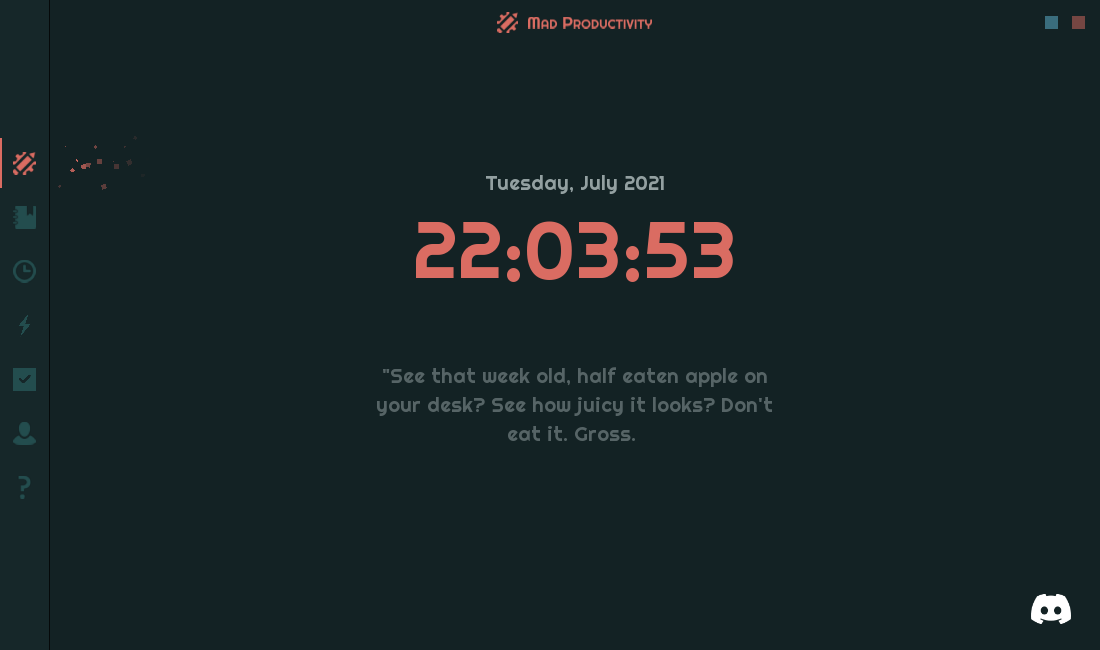 Mad Productivity
Tuesday, July 2021
22:03:53
"See that week old, half eaten apple on
your desk? See how juicy it looks? Don't
eat it. Gross.
?